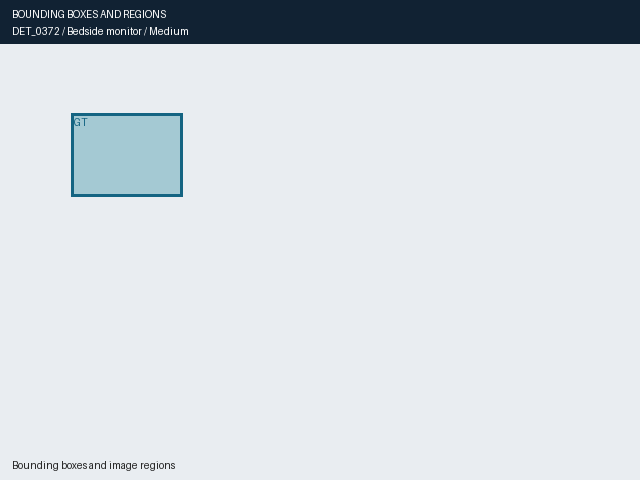 BOUNDING BOXES AND REGIONS
DET_0372 / Bedside monitor / Medium
GT
Bounding boxes and image regions